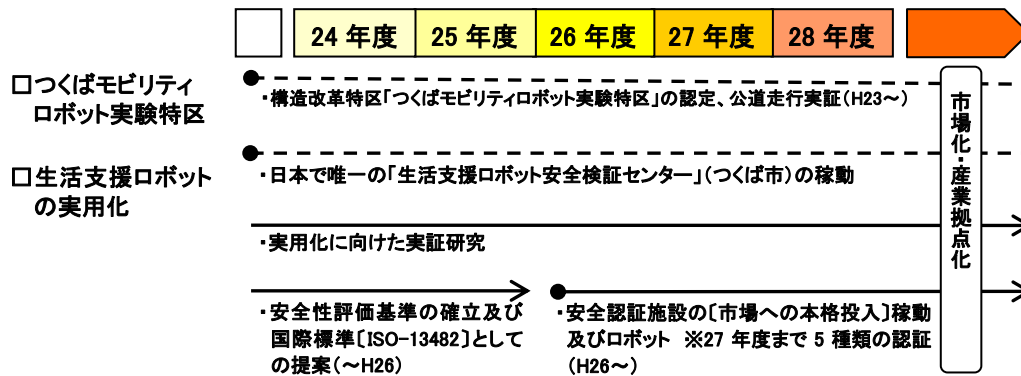 24 年度 25 年度 26 年度 27 年度 28 年度
□つくばモビリティ
ロボット実験特区
・構造改革特区「つくばモビリティロボット実験特区」の認定、公道走行実証(H23～)
□生活支援ロボット
の実用化
・日本で唯一の「生活支援ロボット安全検証センター」(つくば市)の稼動
・実用化に向けた実証研究
・安全性評価基準の確立及び
国際標準〔ISO-13482〕として
の提案(～H26)
・安全認証施設の〔市場への本格投入〕稼動
及びロボット ※27 年度まで 5 種類の認証
(H26～)
市場化・産業拠点化